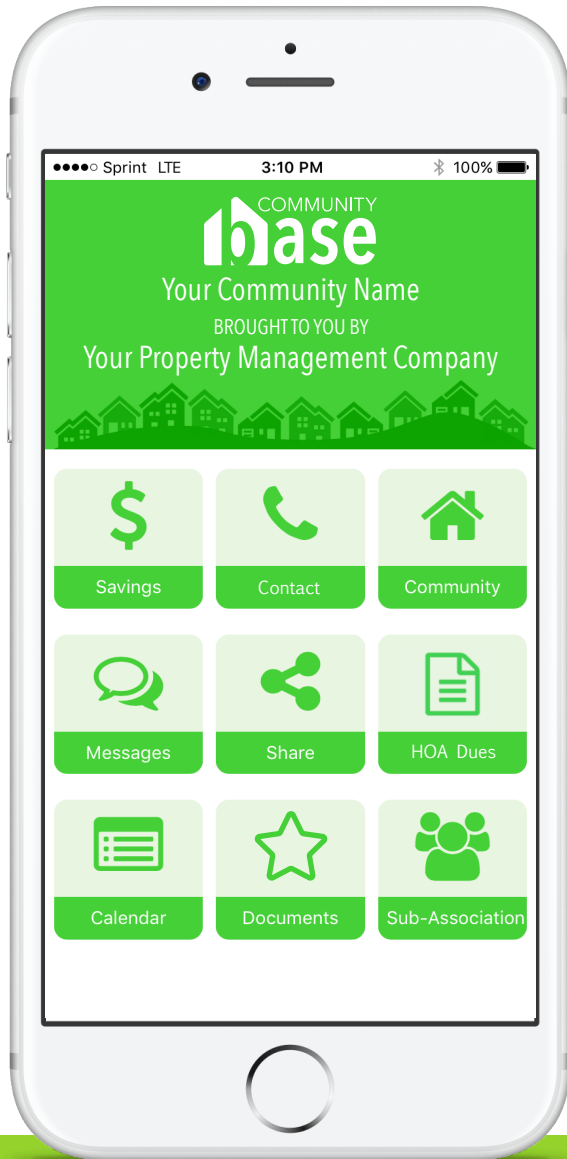 Sprint LTE 3:10 PM 100%
COMMUNITY
base
Your Community Name
BROUGHT TO YOU BY
Your Property Management Company
$
Savings Contact Community
Messages Share HOA Dues
Calendar Documents Sub-Association